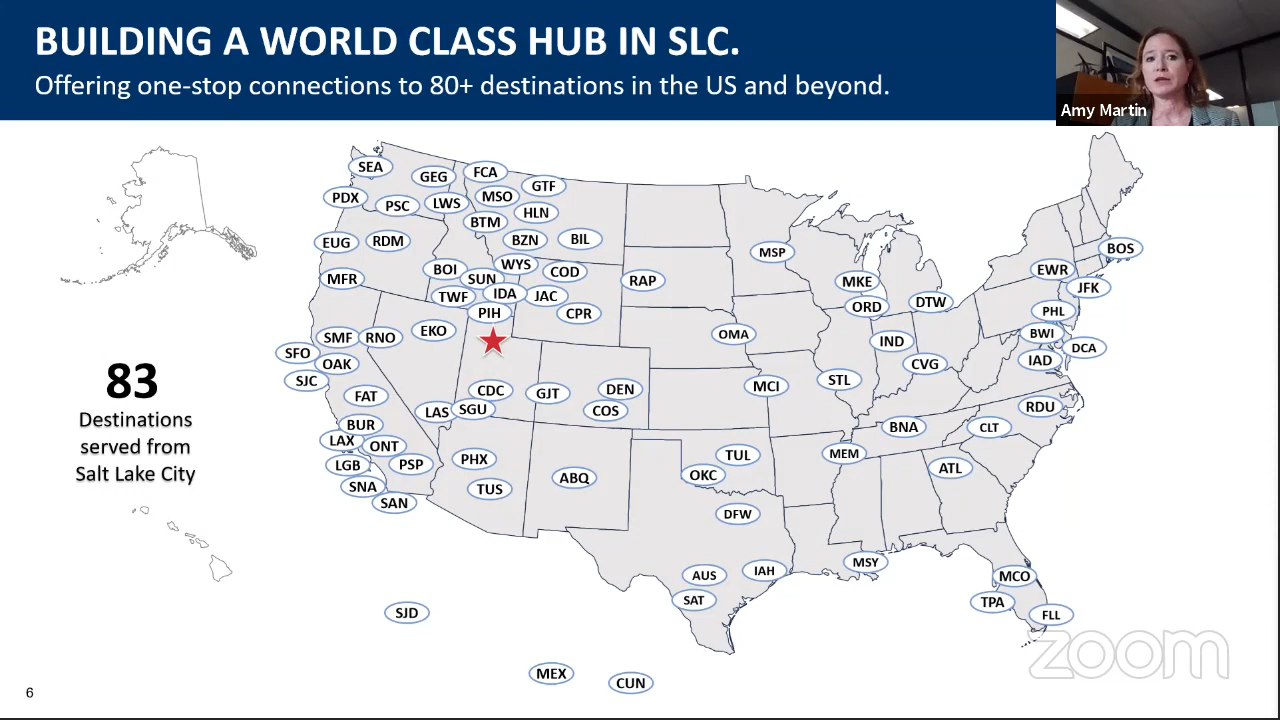 BUILDING A WORLD CLASS HUB IN SLC.
Offering one-stop connections to 80+ destinations in the US and beyond.
Amy Martin
SEA
GEG
FCA
GTF
PDX
PSC
LWS
MSO
HLN
BTM
EUG
RDM
BZN
BIL
MSP
BOS
MFR
BOI
SUN
WYS
COD
RAP
MKE
EWR
JFK
TWF
IDA
JAC
ORD
DTW
PIH
CPR
PHL
SMF
RNO
EKO
OMA
IND
BWI
DCA
SFO
OAK
CVG
IAD
SJC
83
Destinations
served from
Salt Lake City
FAT
LAS
CDC
SGU
GJT
DEN
COS
MCI
STL
RDU
BUR
LAX
ONT
BNA
CLT
LGB
PSP
PHX
ABQ
TUL
OKC
MEM
ATL
SNA
SAN
TUS
DFW
AUS
IAH
MSY
MCO
SAT
TPA
FLL
SJD
MEX
CUN
zoom
6